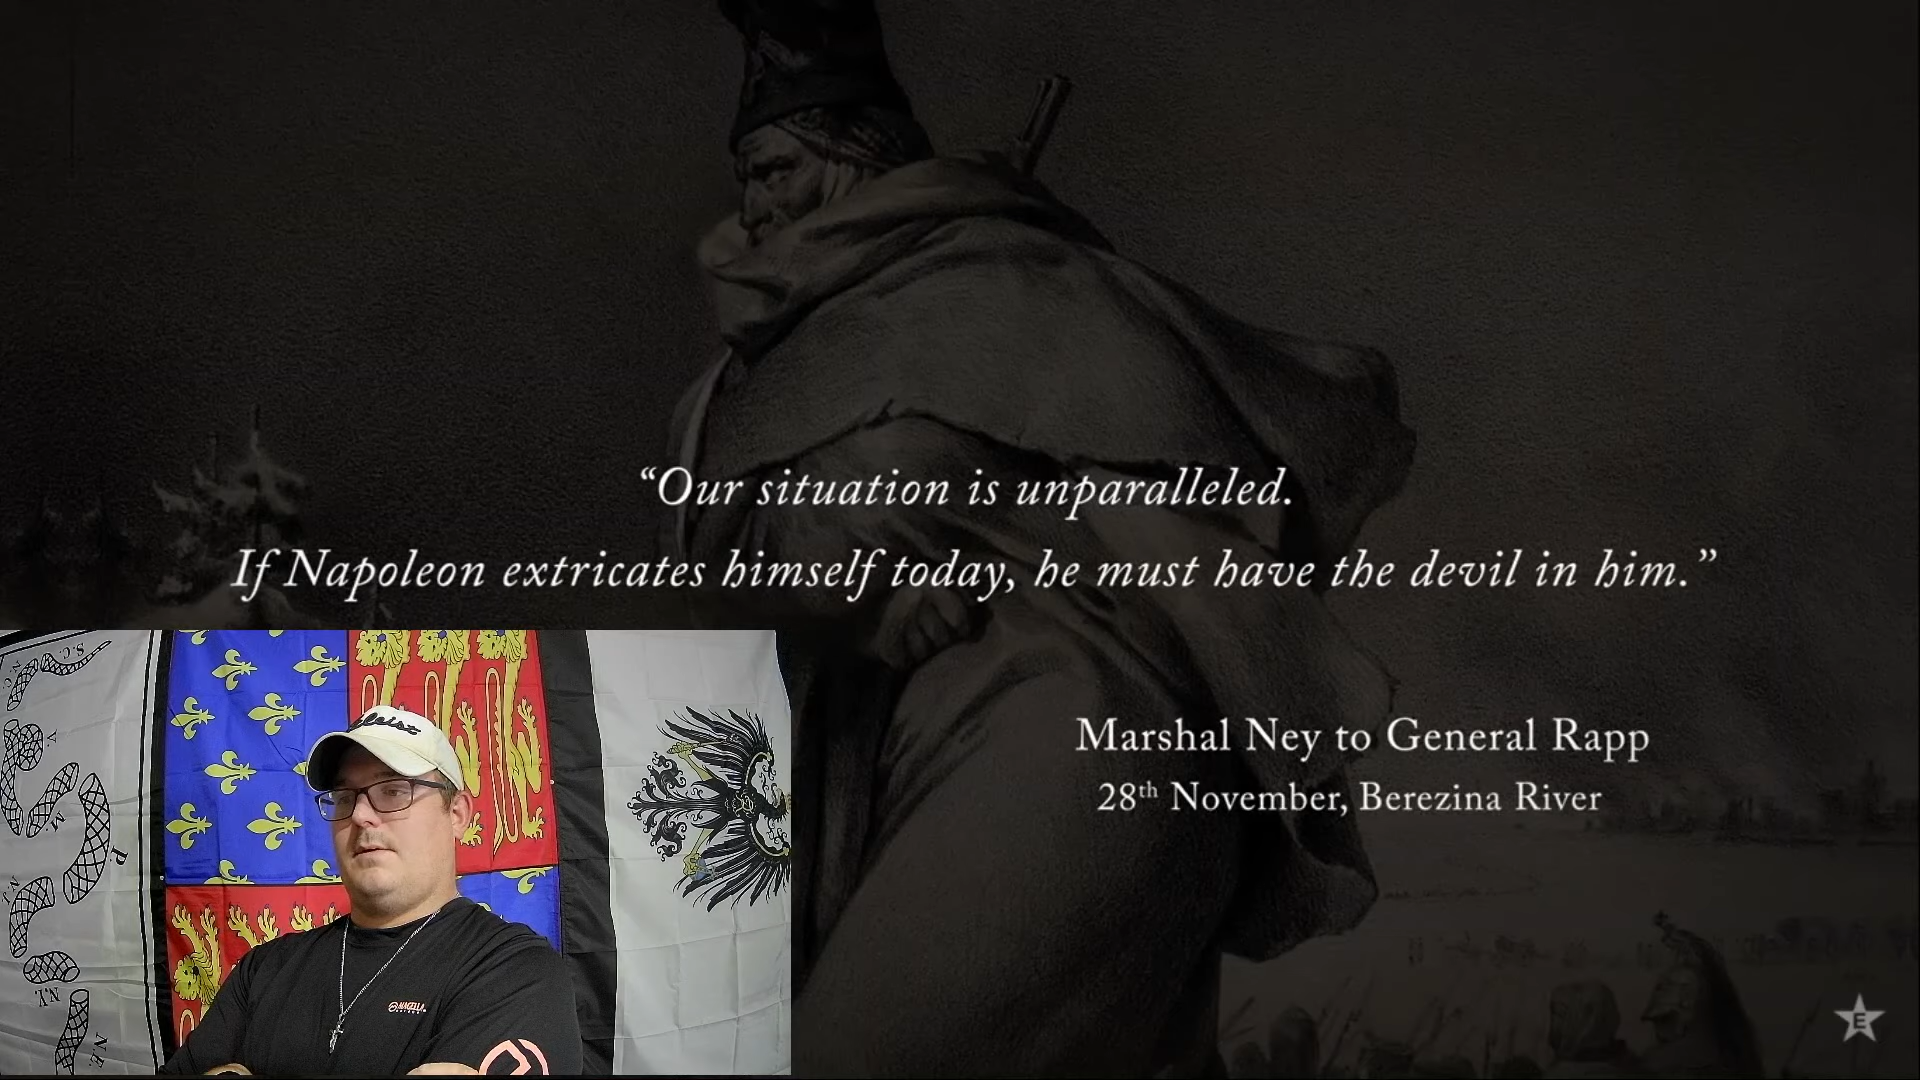 “Our situation is unparalleled.
If Napoleon extricates himself today, he must have the devil in him.”
Marshal Ney to General Rapp
28th November, Berezina River
S.C.
N.C.
V.
M.
P.
N.J.
N.Y.
N.E.
E